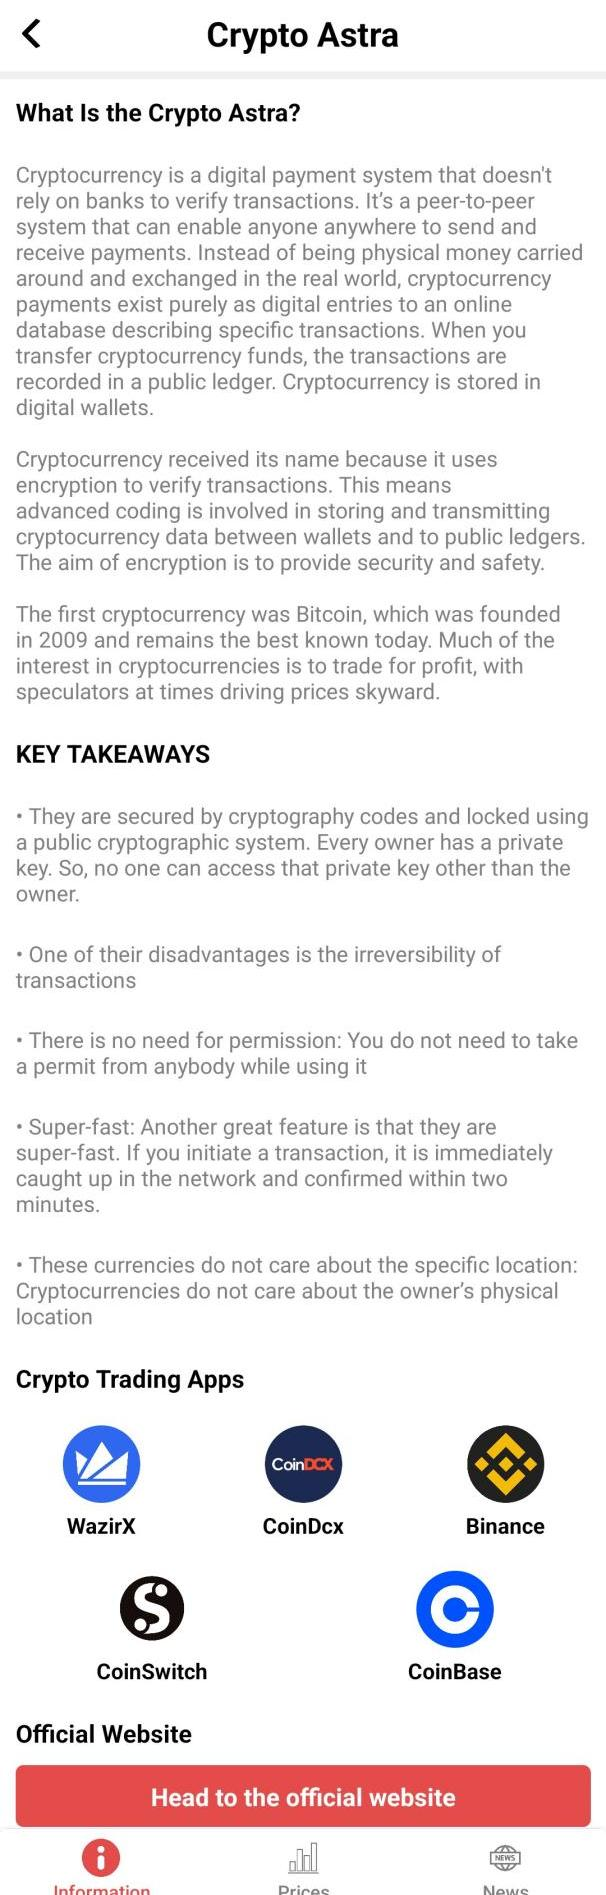 Crypto Astra
What Is the Crypto Astra?
Cryptocurrency is a digital payment system that doesn't
rely on banks to verify transactions. It’s a peer-to-peer
system that can enable anyone anywhere to send and
receive payments. Instead of being physical money carried
around and exchanged in the real world, cryptocurrency
payments exist purely as digital entries to an online
database describing specific transactions. When you
transfer cryptocurrency funds, the transactions are
recorded in a public ledger. Cryptocurrency is stored in
digital wallets.
Cryptocurrency received its name because it uses
encryption to verify transactions. This means
advanced coding is involved in storing and transmitting
cryptocurrency data between wallets and to public ledgers.
The aim of encryption is to provide security and safety.
The first cryptocurrency was Bitcoin, which was founded
in 2009 and remains the best known today. Much of the
interest in cryptocurrencies is to trade for profit, with
speculators at times driving prices skyward.
KEY TAKEAWAYS
• They are secured by cryptography codes and locked using
a public cryptographic system. Every owner has a private
key. So, no one can access that private key other than the
owner.
• One of their disadvantages is the irreversibility of
transactions
• There is no need for permission: You do not need to take
a permit from anybody while using it
• Super-fast: Another great feature is that they are
super-fast. If you initiate a transaction, it is immediately
caught up in the network and confirmed within two
minutes.
• These currencies do not care about the specific location:
Cryptocurrencies do not care about the owner’s physical
location
Crypto Trading Apps
CoinDCX
WazirX CoinDcx Binance
CoinSwitch CoinBase
Official Website
Head to the official website
NEWS
Information Prices News